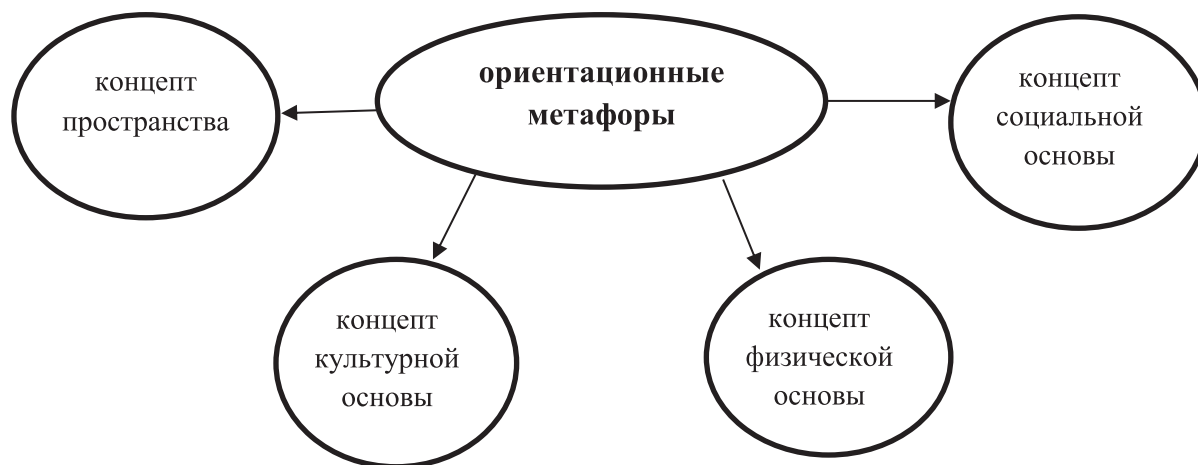 ориентационные
метафоры
концепт
пространства
концепт
социальной
основы
концепт
культурной
основы
концепт
физической
основы